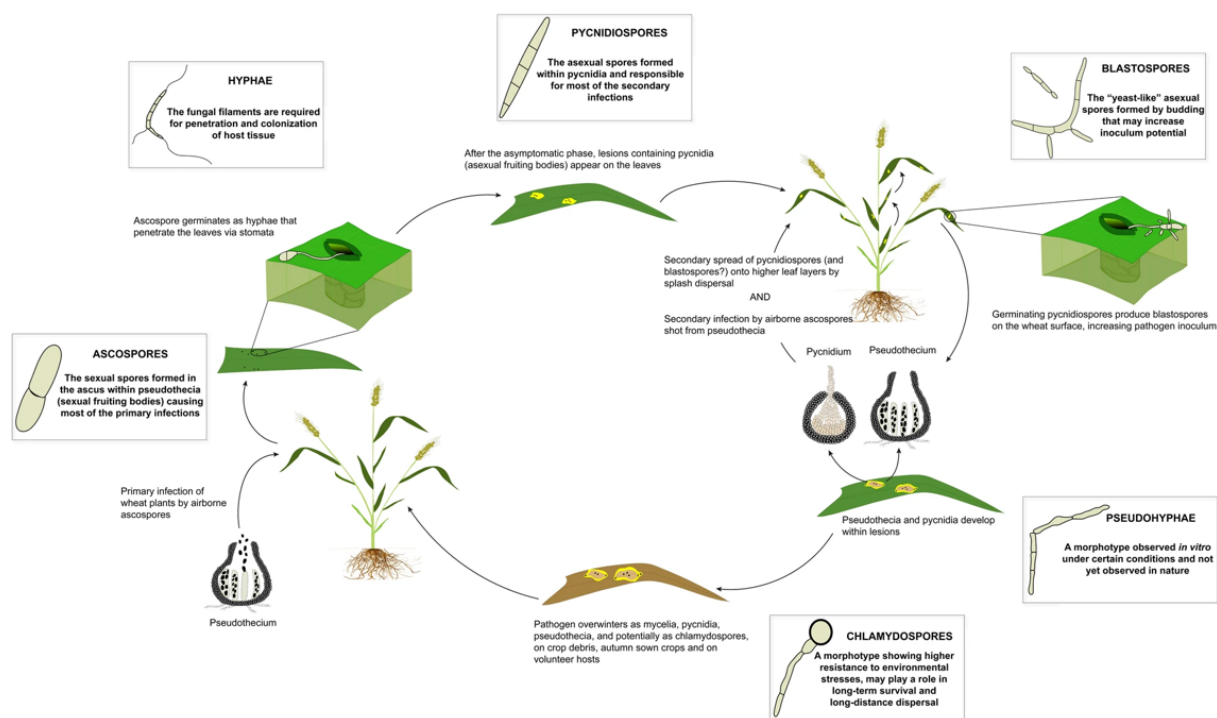 PYCNIDIOSPORES
The asexual spores formed
within pycnidia and responsible
for most of the secondary
infections
HYPHAE
The fungal filaments are required
for penetration and colonization
of host tissue
BLASTOSPORES
The “yeast-like” asexual
spores formed by budding
that may increase
inoculum potential
After the asymptomatic phase, lesions containing pycnidia
(asexual fruiting bodies) appear on the leaves
Ascospore germinates as hyphae that
penetrate the leaves via stomata
Secondary spread of pycnidiospores (and
blastospores?) onto higher leaf layers by
splash dispersal
AND
Secondary infection by airborne ascospores
shot from pseudothecia
Germinating pycnidiospores produce blastospores
on the wheat surface, increasing pathogen inoculum
ASCOSPORES
The sexual spores formed in
the ascus within pseudothecia
(sexual fruiting bodies) causing
most of the primary infections
Pycnidium
Pseudothecium
Primary infection of
wheat plants by airborne
ascospores
Pseudothecium
Pseudothecia and pycnidia develop
within lesions
PSEUDOHYPHAE
A morphotype observed in vitro
under certain conditions and not
yet observed in nature
Pathogen overwinters as mycelia, pycnidia,
pseudothecia, and potentially as chlamydospores,
on crop debris, autumn sown crops and on
volunteer hosts
CHLAMYDOSPORES
A morphotype showing higher
resistance to environmental
stresses, may play a role in
long-term survival and
long-distance dispersal